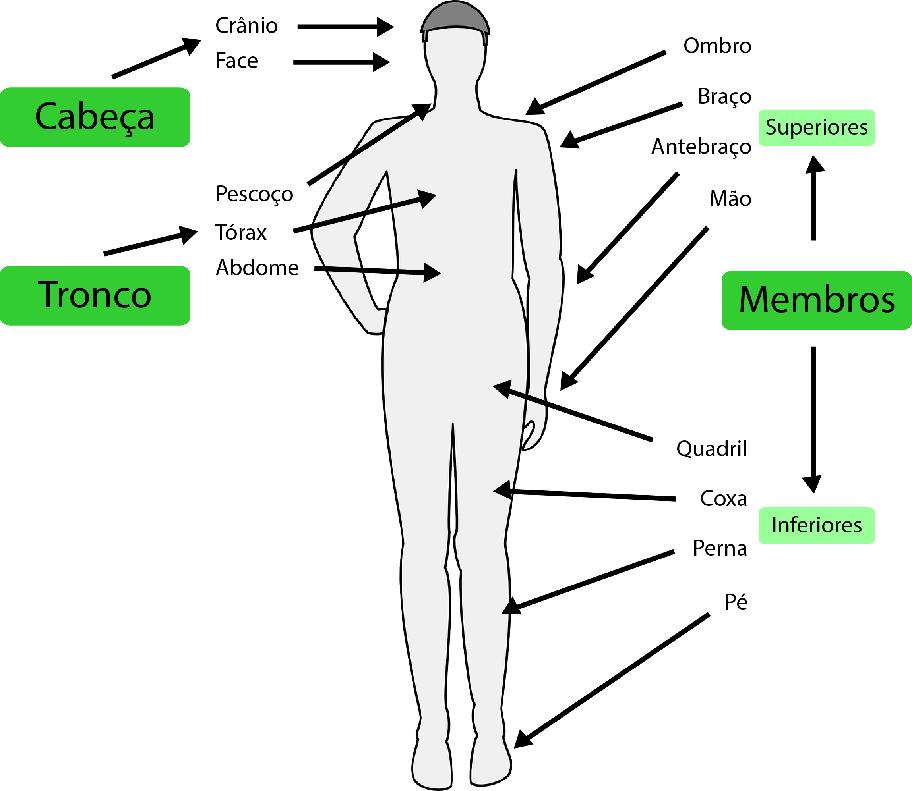 Crânio
Face
Cabeça
Pescoço
Tórax
Abdome
Tronco
Ombro
Braço
Superiores
Antebraço
Mão
Membros
Quadril
Coxa
Inferiores
Perna
Pé